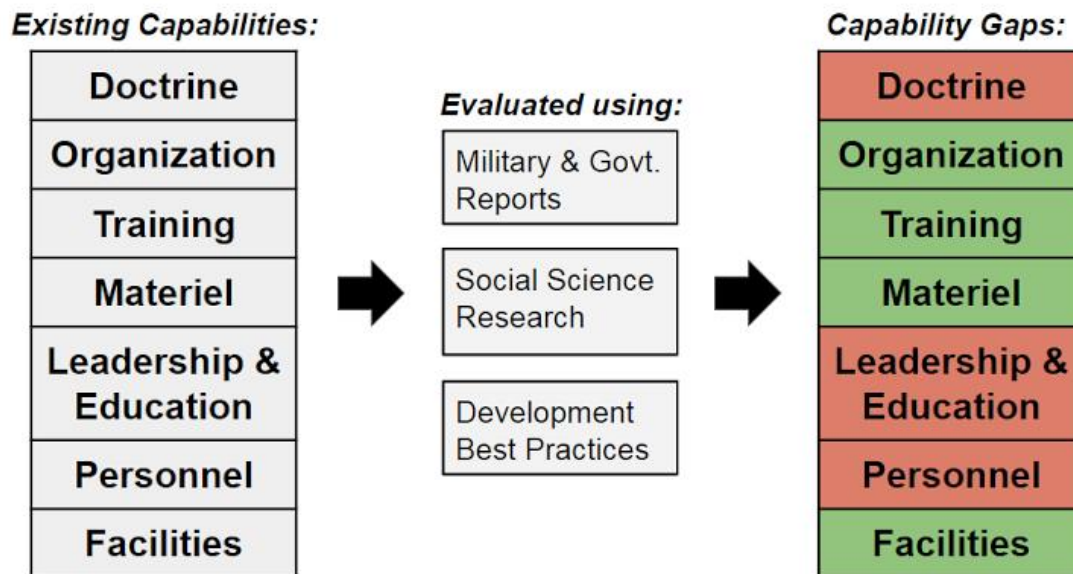 Existing Capabilities:
Doctrine
Organization
Training
Materiel
Leadership &
Education
Personnel
Facilities
Evaluated using:
Military & Govt.
Reports
Social Science
Research
Development
Best Practices
Capability Gaps:
Doctrine
Organization
Training
Materiel
Leadership &
Education
Personnel
Facilities